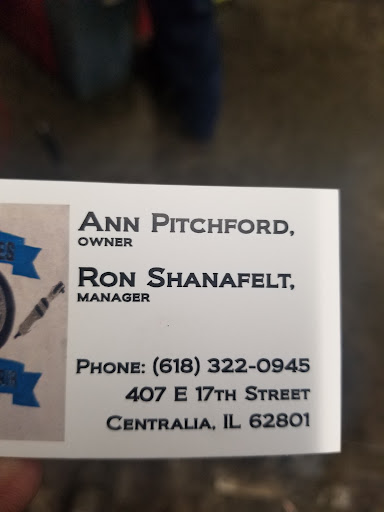 ANN PITCHFORD,
OWNER
RON SHANAFELT,
MANAGER
PHONE: (618) 322-0945
407 E 17TH STREET
CENTRALIA, IL 62801